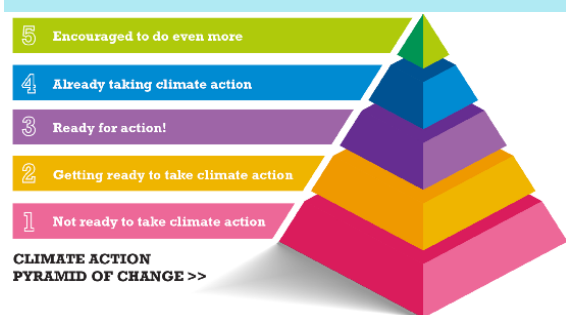 5 Encouraged to do even more
4 Already taking climate action
3 Ready for action!
2 Getting ready to take climate action
1 Not ready to take climate action
CLIMATE ACTION
PYRAMID OF CHANGE >>